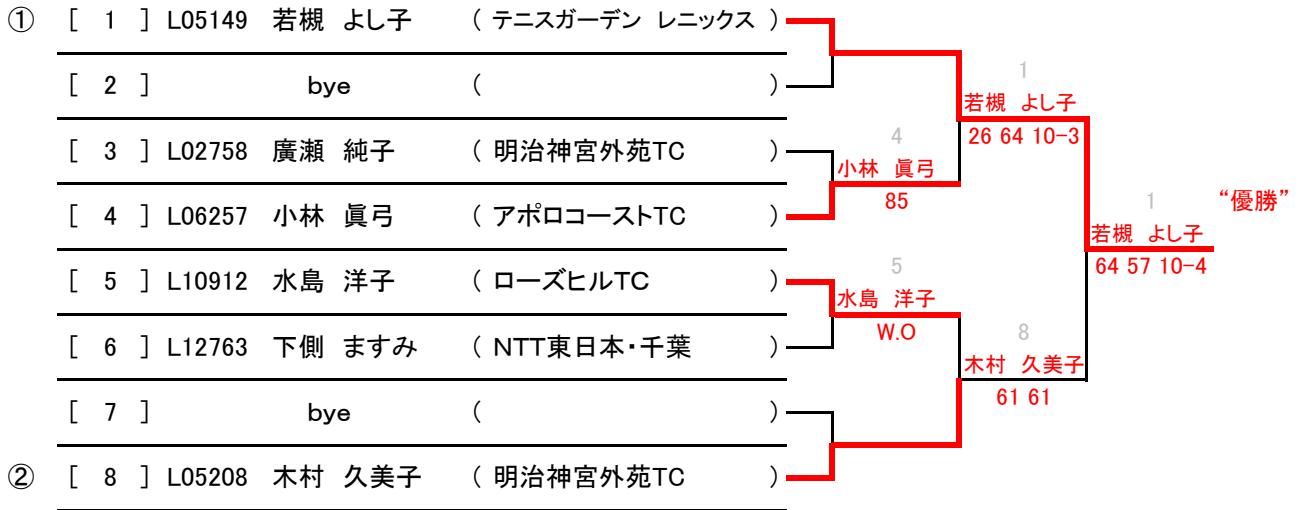 ① [ 1 ] L05149 若槻 よし子 ( テニスガーデン レニックス )
[ 2 ] bye ( )
1
若槻 よし子
[ 3 ] L02758 廣瀬 純子 ( 明治神宮外苑TC )
4
26 64 10-3
小林 眞弓
[ 4 ] L06257 小林 眞弓 ( アポロコーストTC )
85
1 “優勝”
若槻 よし子
[ 5 ] L10912 水島 洋子 ( ローズヒルTC )
5
64 57 10-4
水島 洋子
[ 6 ] L12763 下側 ますみ ( NTT東日本・千葉 )
W.O
8
木村 久美子
[ 7 ] bye ( )
61 61
② [ 8 ] L05208 木村 久美子 ( 明治神宮外苑TC )